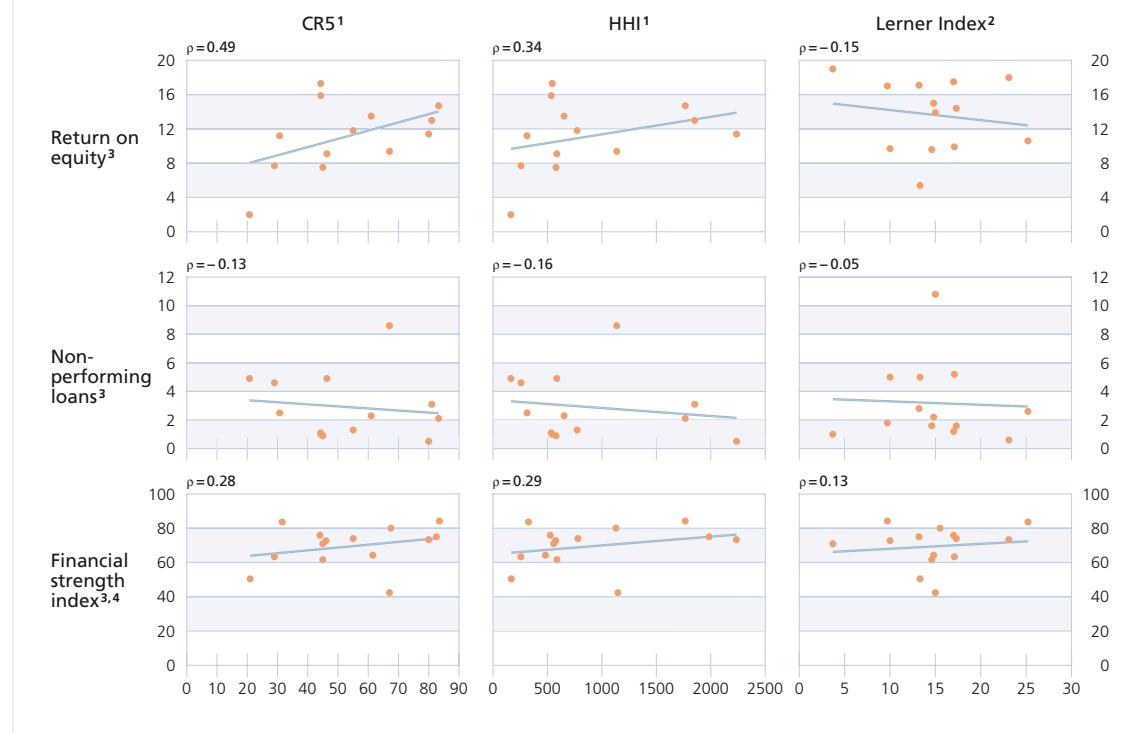 CR5¹ HHI¹ Lerner Index²
ρ=0.49 ρ=0.34 ρ=−0.15
20 20
16 16
12 12
Return on
equity³
8 8
4 4
0 0
ρ=−0.13 ρ=−0.16 ρ=−0.05
12 12
10 10
8 8
6 6
Non-
performing
loans³
4 4
2 2
0 0
ρ=0.28 ρ=0.29 ρ=0.13
100 100
80 80
60 60
Financial
strength
index³,⁴
40 40
20 20
0 0
0 10 20 30 40 50 60 70 80 90 0 500 1000 1500 2000 2500 0 5 10 15 20 25 30